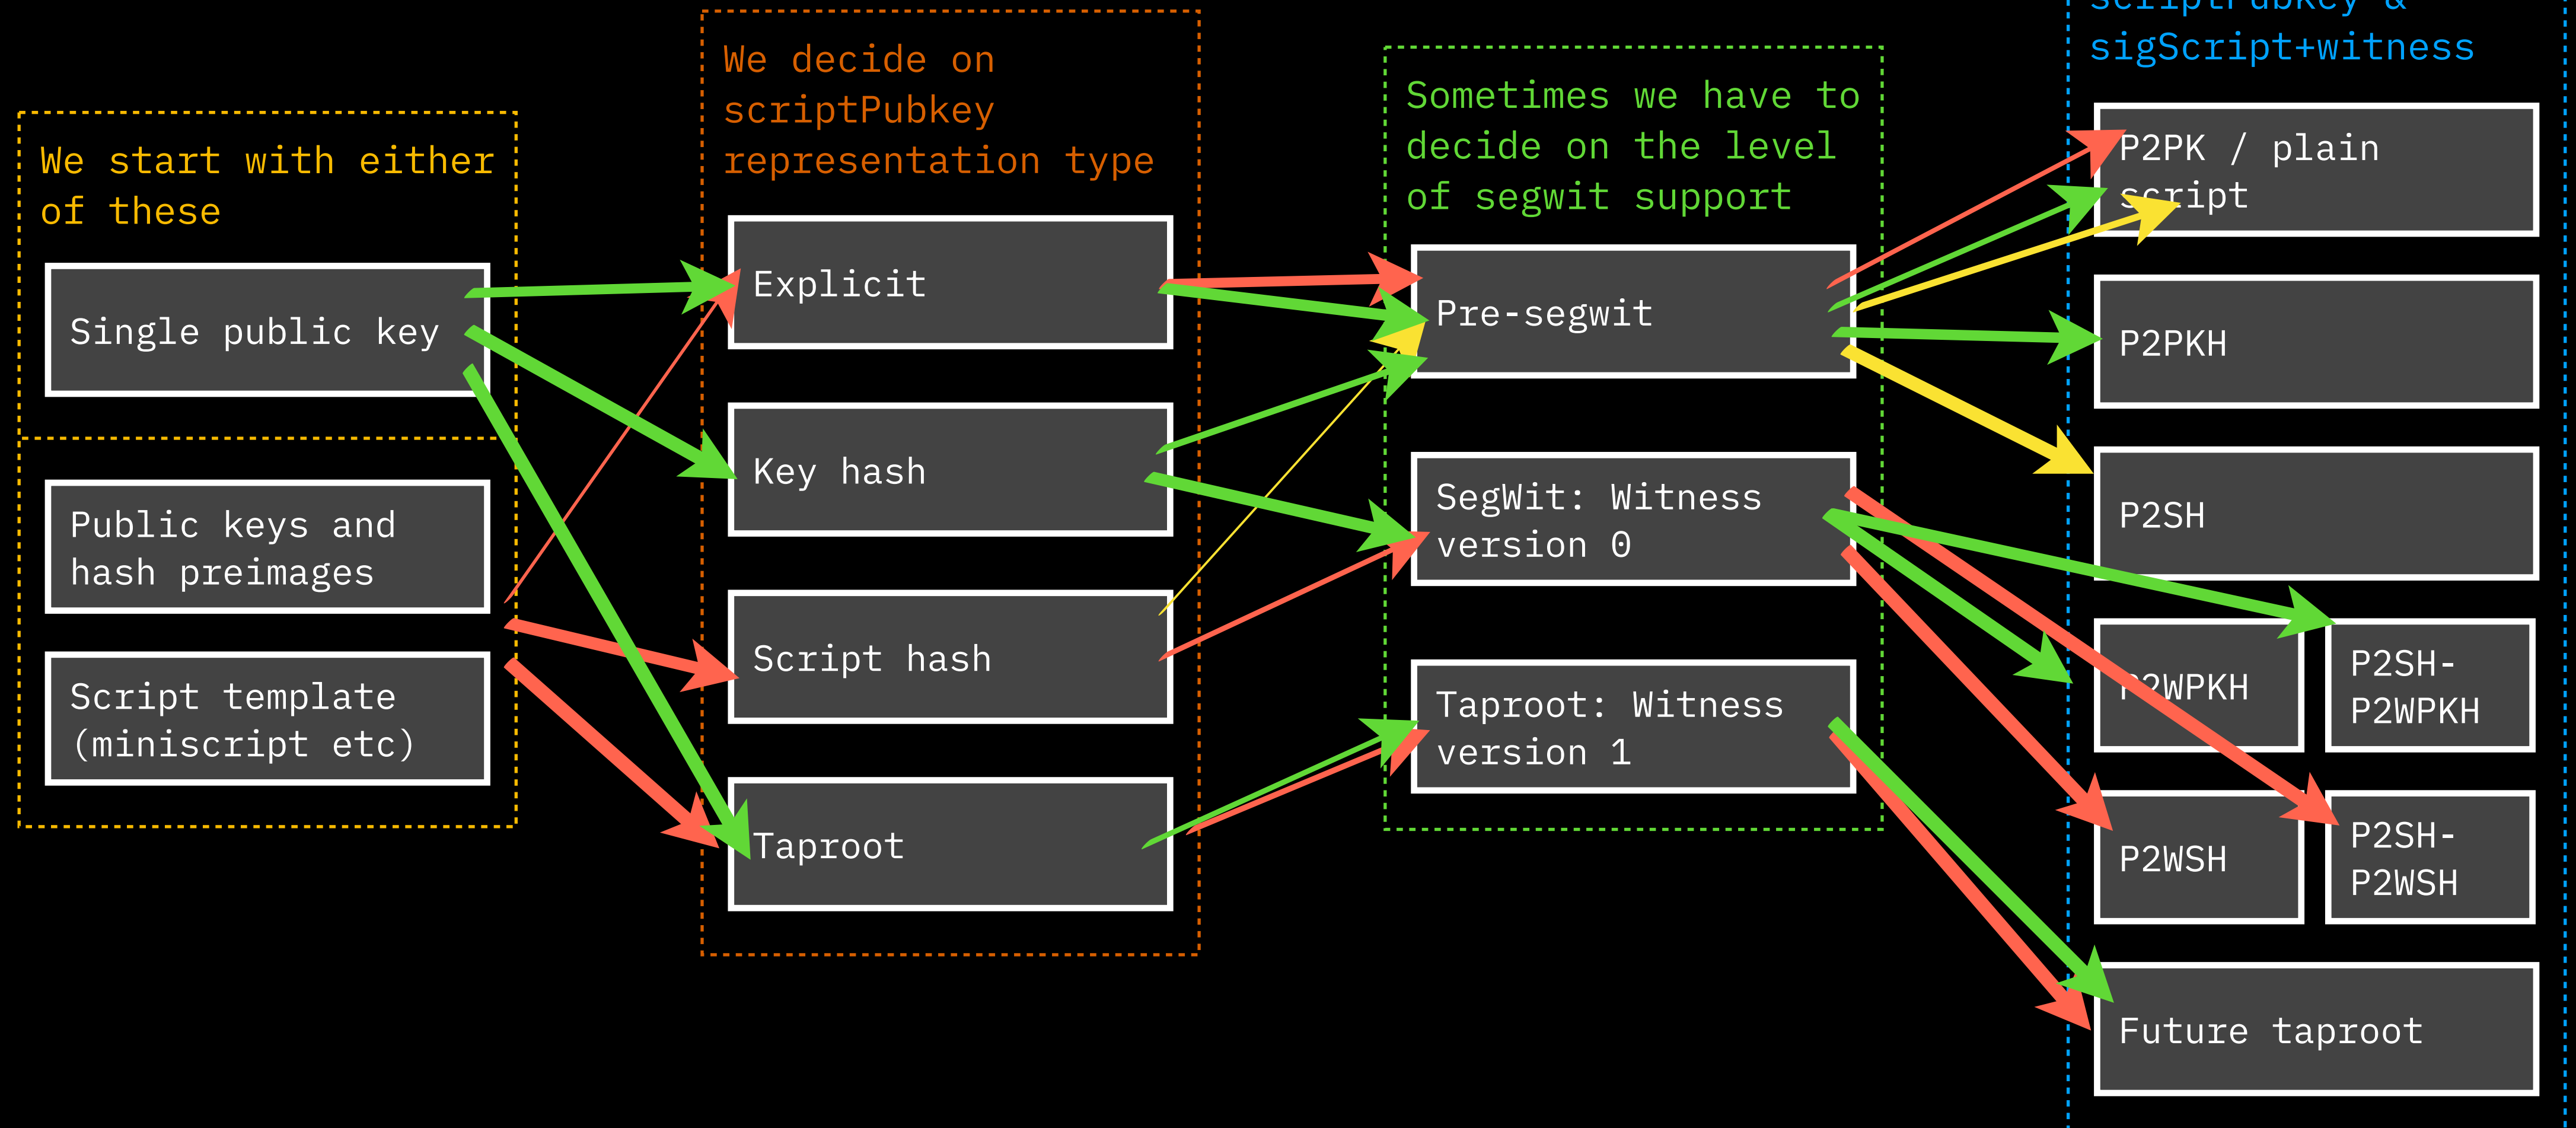 We start with either
of these
Single public key
Public keys and
hash preimages
Script template
(miniscript etc)
We decide on
scriptPubkey
representation type
Explicit
Key hash
Script hash
Taproot
Sometimes we have to
decide on the level
of segwit support
Pre-segwit
SegWit: Witness
version 0
Taproot: Witness
version 1
scriptPubkey &
sigScript+witness
P2PK / plain
script
P2PKH
P2SH
P2WPKH
P2SH-
P2WPKH
P2WSH
P2SH-
P2WSH
Future taproot